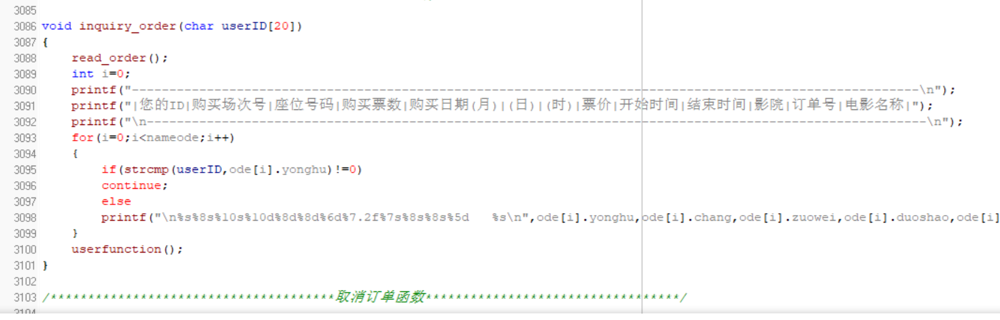 3085
3086 void inquiry_order(char userID[20])
3087 {
3088 read_order();
3089 int i=0;
3090 printf("---------------------------------------------------------------------------------------------------------\n");
3091 printf("|您的ID|购买场次号|座位号码|购买票数|购买日期(月)|(日)|(时)|票价|开始时间|结束时间|影院|订单号|电影名称|");
3092 printf("\n--------------------------------------------------------------------------------------------------------\n");
3093 for(i=0;i<nameode;i++)
3094 {
3095 if(strcmp(userID,ode[i].yonghu)!=0)
3096 continue;
3097 else
3098 printf("\n%s%8s%10s%10d%8d%8d%6d%7.2f%7s%8s%8s%5d   %s\n",ode[i].yonghu,ode[i].chang,ode[i].zuowei,ode[i].duoshao,ode[i]
3099 }
3100 userfunction();
3101 }
3102
3103 /**************************************取消订单函数**********************************/
3104